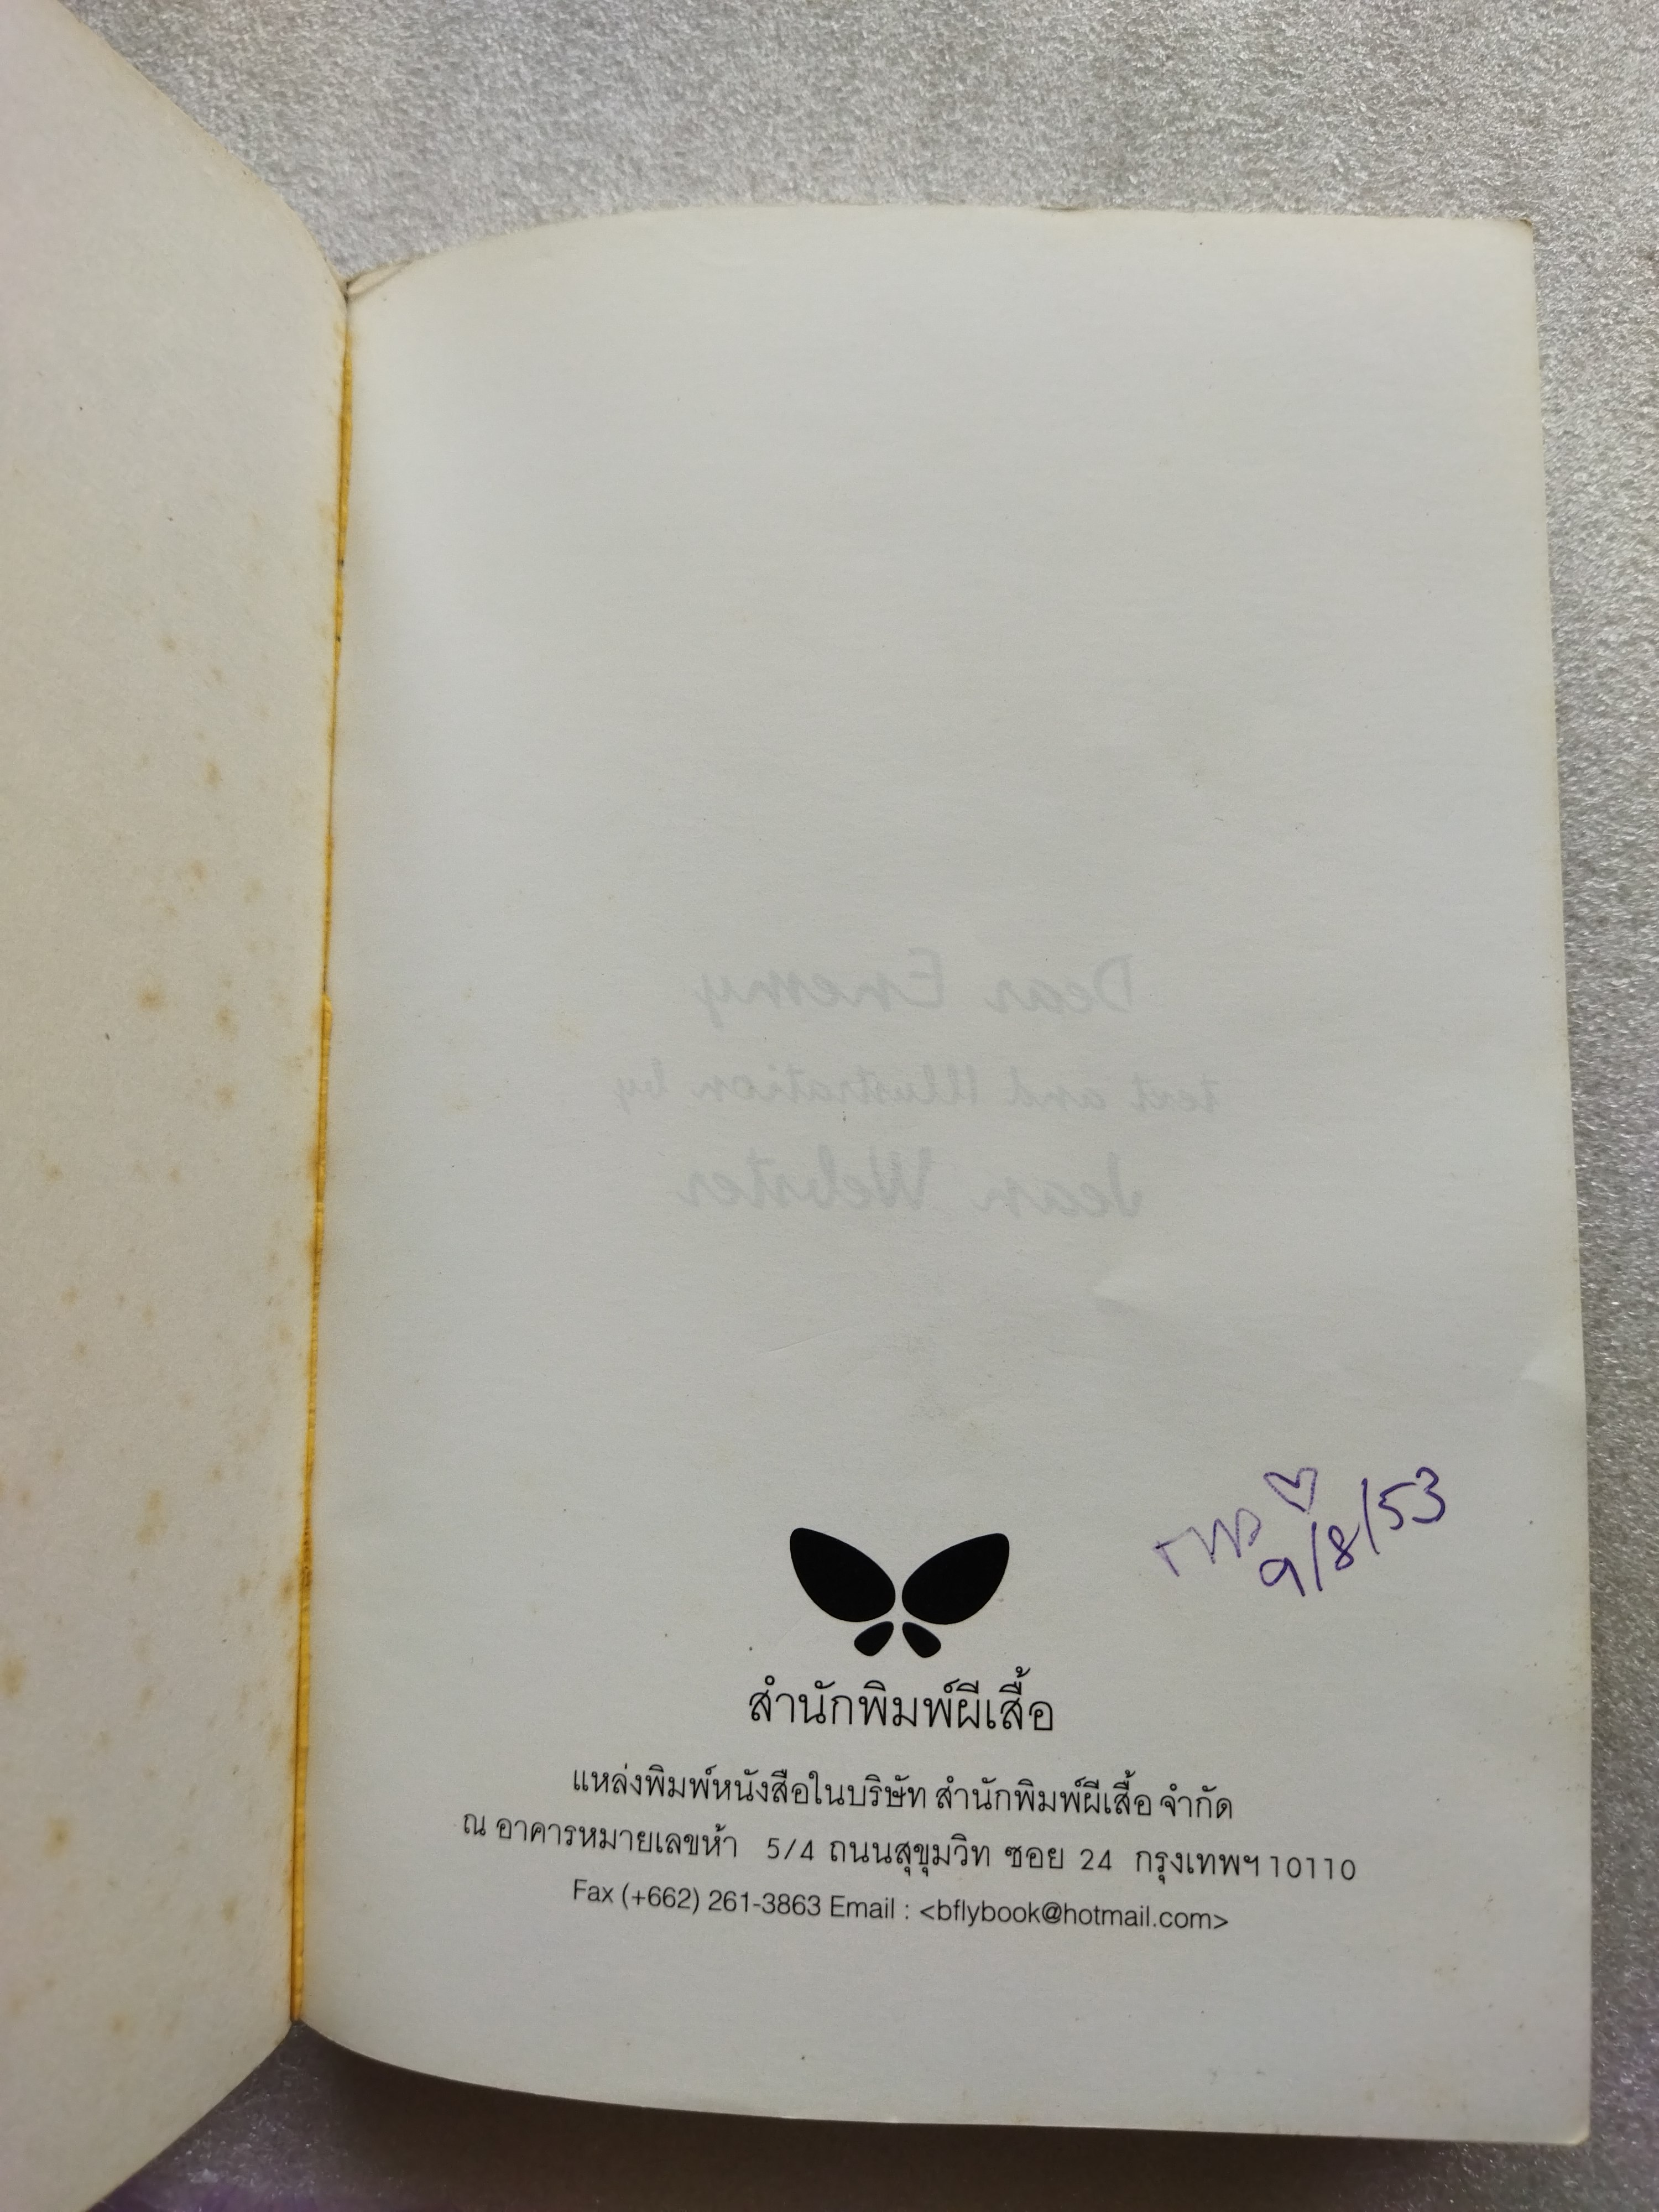 Dear Enemy
text and Illustration by
Jean Webster
9/8/53
สำนักพิมพ์ผีเสื้อ
แหล่งพิมพ์หนังสือในบริษัท สำนักพิมพ์ผีเสื้อ จำกัด
ณ อาคารหมายเลขห้า 5/4 ถนนสุขุมวิท ซอย 24 กรุงเทพฯ 10110
Fax (+662) 261-3863 Email : <bflybook@hotmail.com>